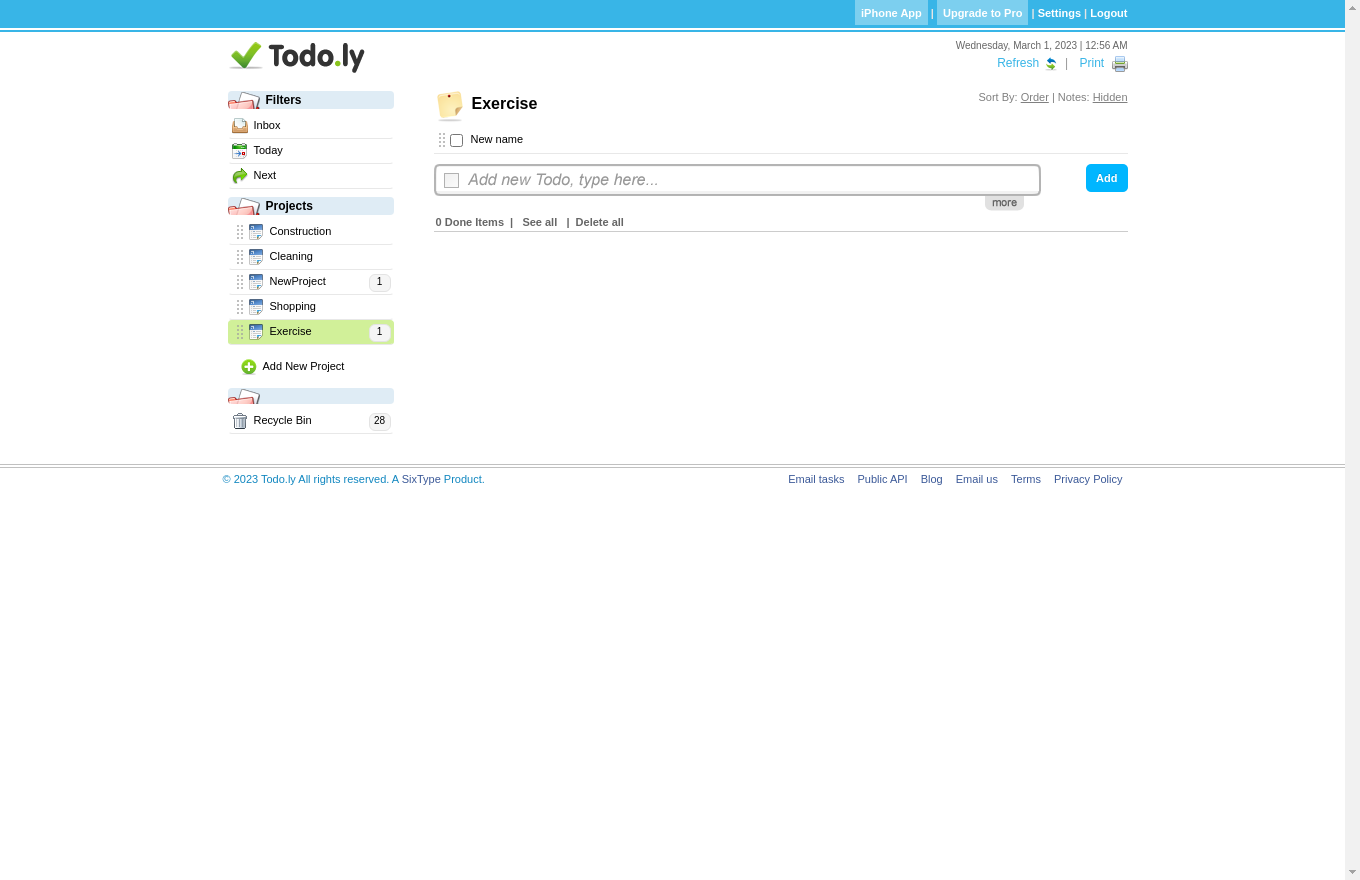 iPhone App | Upgrade to Pro | Settings | Logout
Todo.ly
Wednesday, March 1, 2023 | 12:56 AM
Refresh | Print
Filters
Inbox
Today
Next
Projects
Construction
Cleaning
NewProject 1
Shopping
Exercise 1
Add New Project
Recycle Bin 28
Exercise
Sort By: Order | Notes: Hidden
New name
Add new Todo, type here...
Add
more
0 Done Items | See all | Delete all
© 2023 Todo.ly All rights reserved. A SixType Product.
Email tasks Public API Blog Email us Terms Privacy Policy